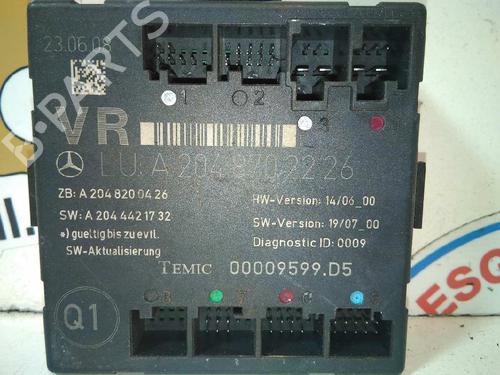 23.06.08
1
2
3
VR
LU: A 204 870 22 26
ZB: A 204 820 04 26
HW-Version: 14/06_00
SW: A 204 442 17 32
SW-Version: 19/07_00
*) gueltig bis zu evtl.
SW-Aktualisierung
Diagnostic ID: 0009
TEMIC 00009599.D5
Q1
6
7
B-PARTS
ESG